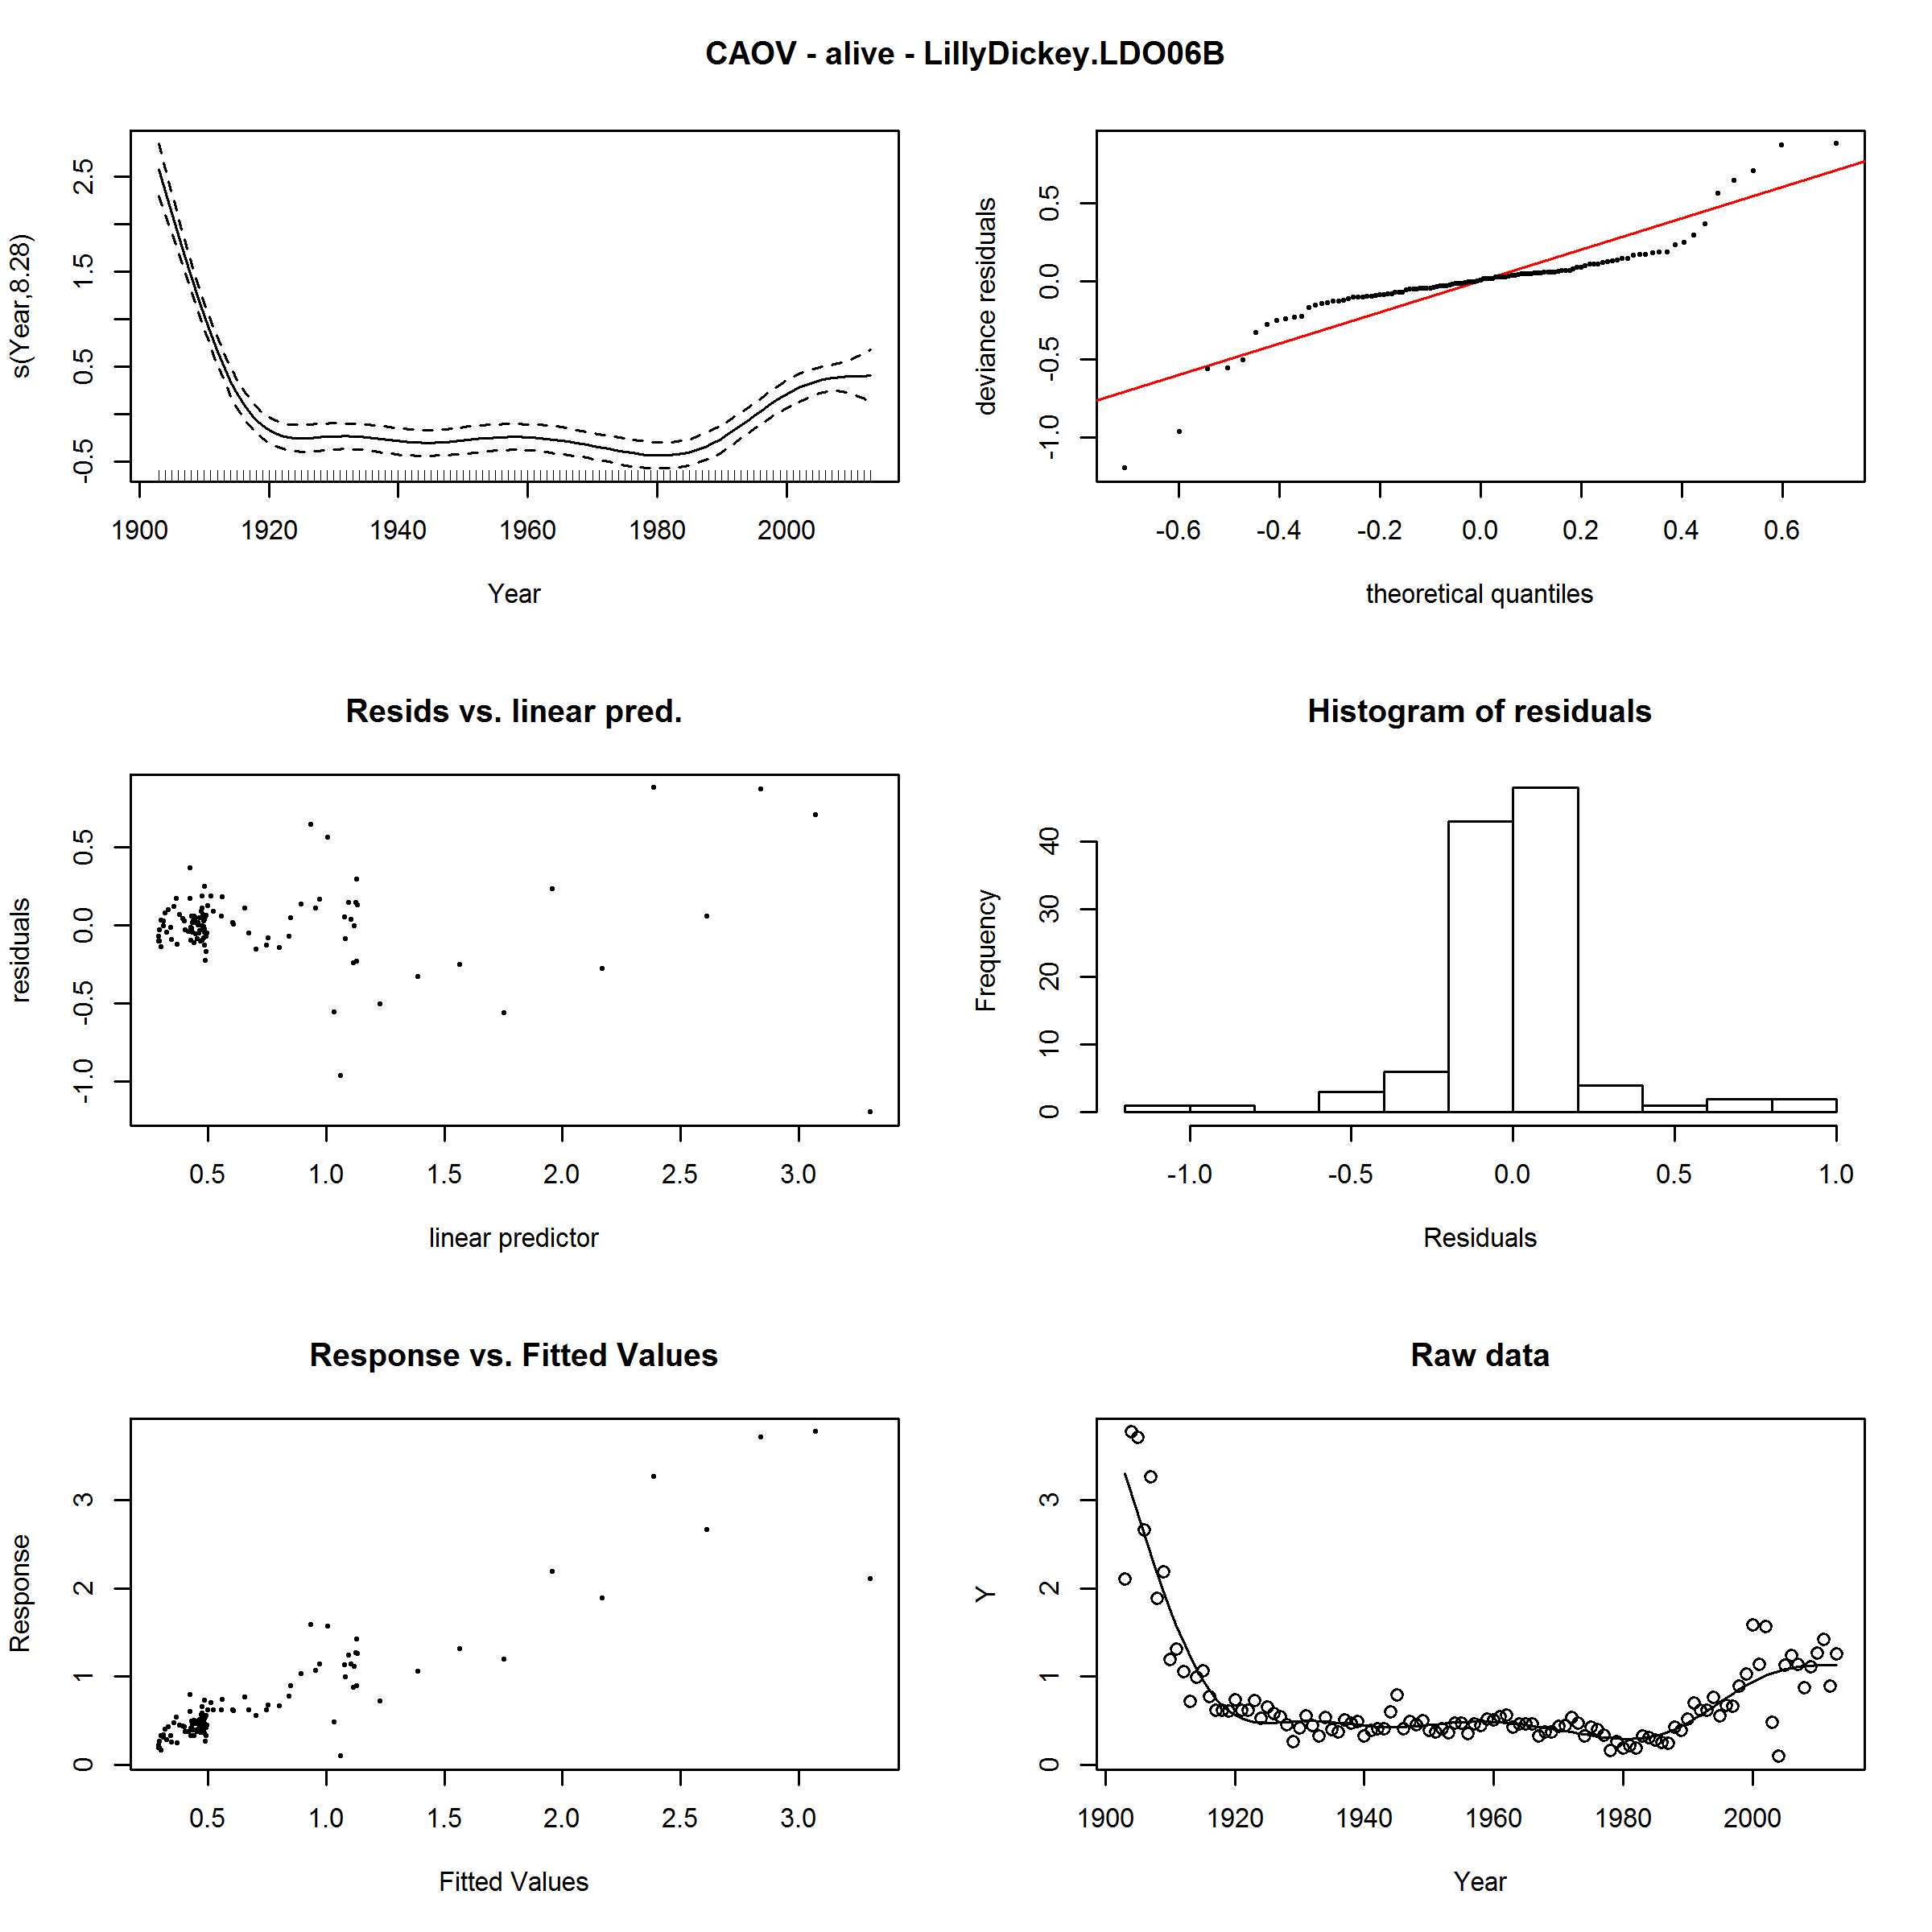 CAOV - alive - LillyDickey.LDO06B
s(Year,8.28)
-0.5 0.5 1.5 2.5
1900 1920 1940 1960 1980 2000
Year
deviance residuals
-1.0 -0.5 0.0 0.5
-0.6 -0.4 -0.2 0.0 0.2 0.4 0.6
theoretical quantiles
Resids vs. linear pred.
residuals
-1.0 -0.5 0.0 0.5
0.5 1.0 1.5 2.0 2.5 3.0
linear predictor
Histogram of residuals
Frequency
0 10 20 30 40
-1.0 -0.5 0.0 0.5 1.0
Residuals
Response vs. Fitted Values
Response
0 1 2 3
0.5 1.0 1.5 2.0 2.5 3.0
Fitted Values
Raw data
Y
0 1 2 3
1900 1920 1940 1960 1980 2000
Year